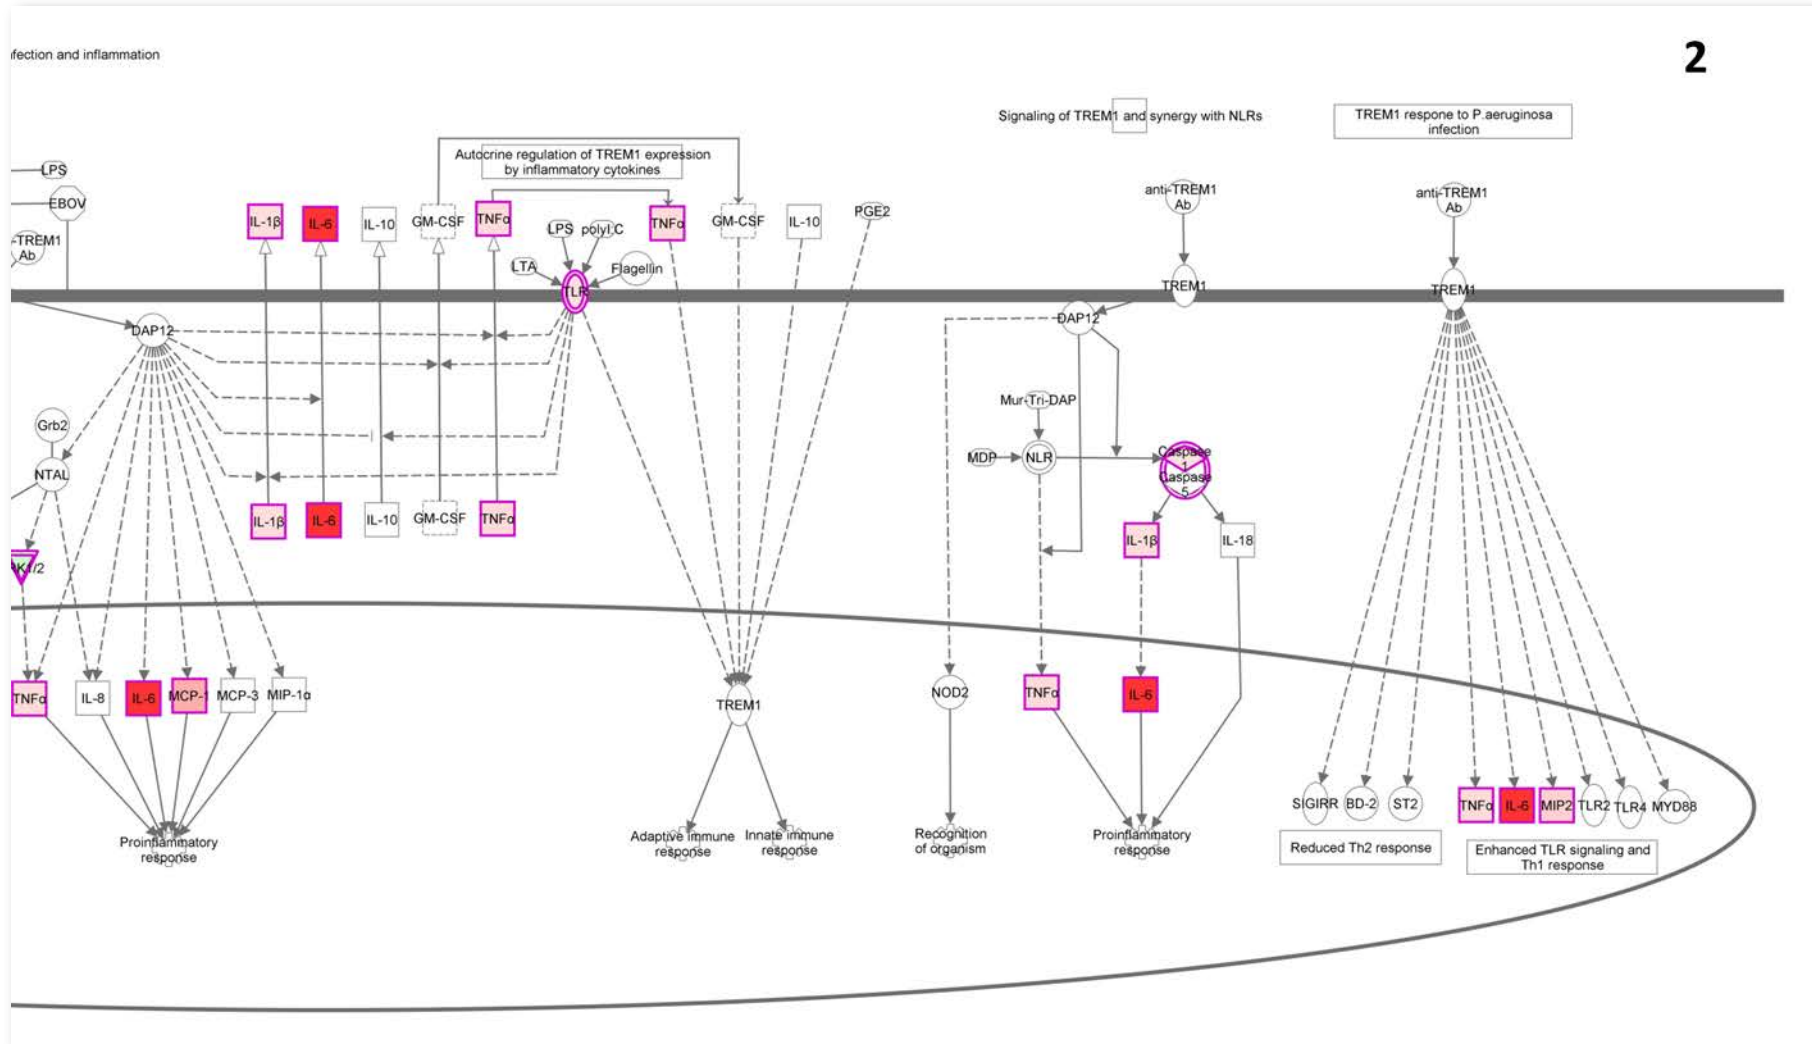 2
fection and inflammation
Signaling of TREM1 and synergy with NLRs
TREM1 respone to P.aeruginosa
infection
Autocrine regulation of TREM1 expression
by inflammatory cytokines
LPS
EBOV
-TREM1
Ab
IL-1β
IL-6
IL-10
GM-CSF
TNFα
LPS
polyI:C
LTA
Flagellin
TLR
TNFα
GM-CSF
IL-10
PGE2
anti-TREM1
Ab
anti-TREM1
Ab
TREM1
TREM1
DAP12
DAP12
Mur-Tri-DAP
MDP
NLR
Caspase
1
Caspase
5
Grb2
NTAL
IL-1β
IL-6
IL-10
GM-CSF
TNFα
IL-1β
IL-18
K1/2
TNFα
IL-8
IL-6
MCP-1
MCP-3
MIP-1α
TREM1
NOD2
TNFα
IL-6
SIGIRR
BD-2
ST2
TNFα
IL-6
MIP2
TLR2
TLR4
MYD88
Proinflammatory
response
Adaptive immune
response
Innate immune
response
Recognition
of organism
Proinflammatory
response
Reduced Th2 response
Enhanced TLR signaling and
Th1 response